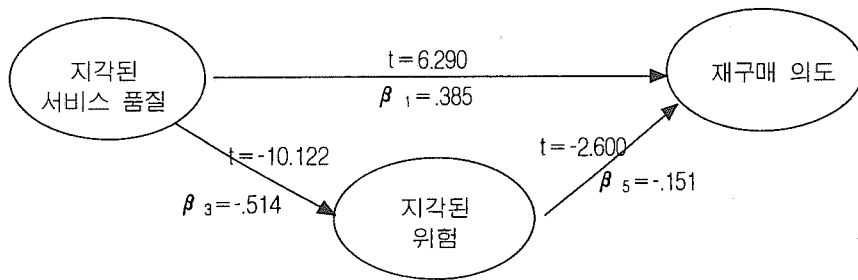 지각된
서비스 품질
t=6.290
β 1 =.385
재구매 의도
t=-10.122
β 3=-.514
t=-2.600
β 5=-.151
지각된
위험